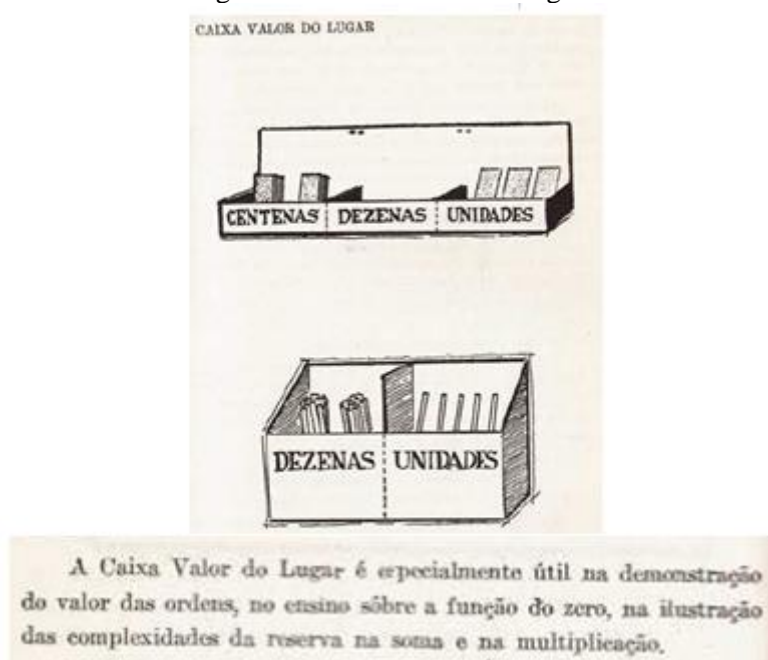 CAIXA VALOR DO LUGAR
CENTENAS DEZENAS UNIDADES
DEZENAS UNIDADES
A Caixa Valor do Lugar é especialmente útil na demonstração
do valor das ordens, no ensino sôbre a função do zero, na ilustração
das complexidades da reserva na soma e na multiplicação.